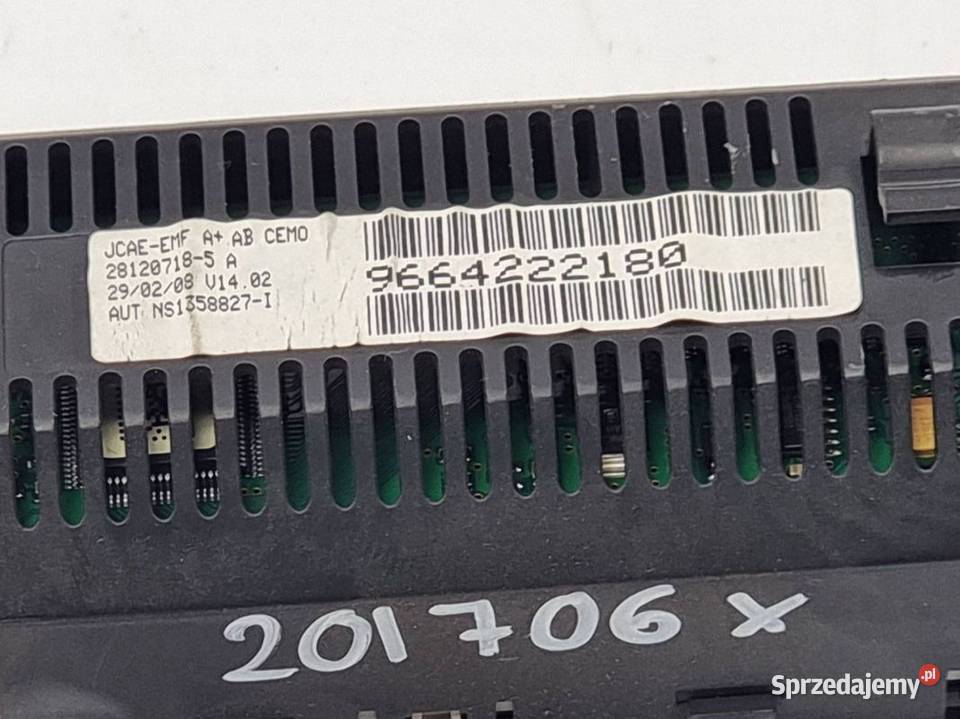 JCAE-EMF A+ AB CEMO
28120718-5 A
29/02/08 V14.02
AUT NS1358827-I
9664222180
201706 X
Sprzedajemy.pl